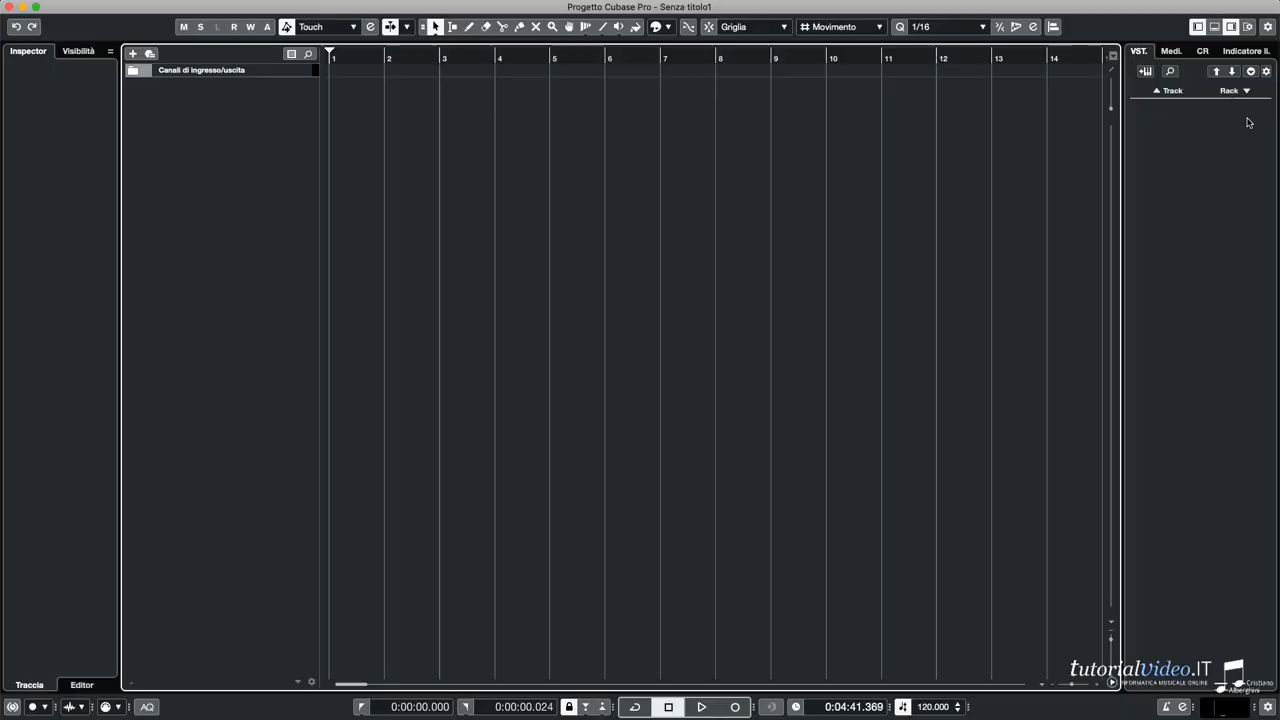 Progetto Cubase Pro - Senza titolo1
M S L R W A Touch Griglia Movimento Q 1/16
Inspector Visibilità
VST. Medi. CR Indicatore li.
1 2 3 4 5 6 7 8 9 10 11 12 13 14
Canali di ingresso/uscita
Track Rack
tutorialvideo.IT
INFORMATICA MUSICALE ONLINE
Cristiano
Alberghini
Traccia Editor
AQ 0:00:00.000 0:00:00.024 0:04:41.369 120.000